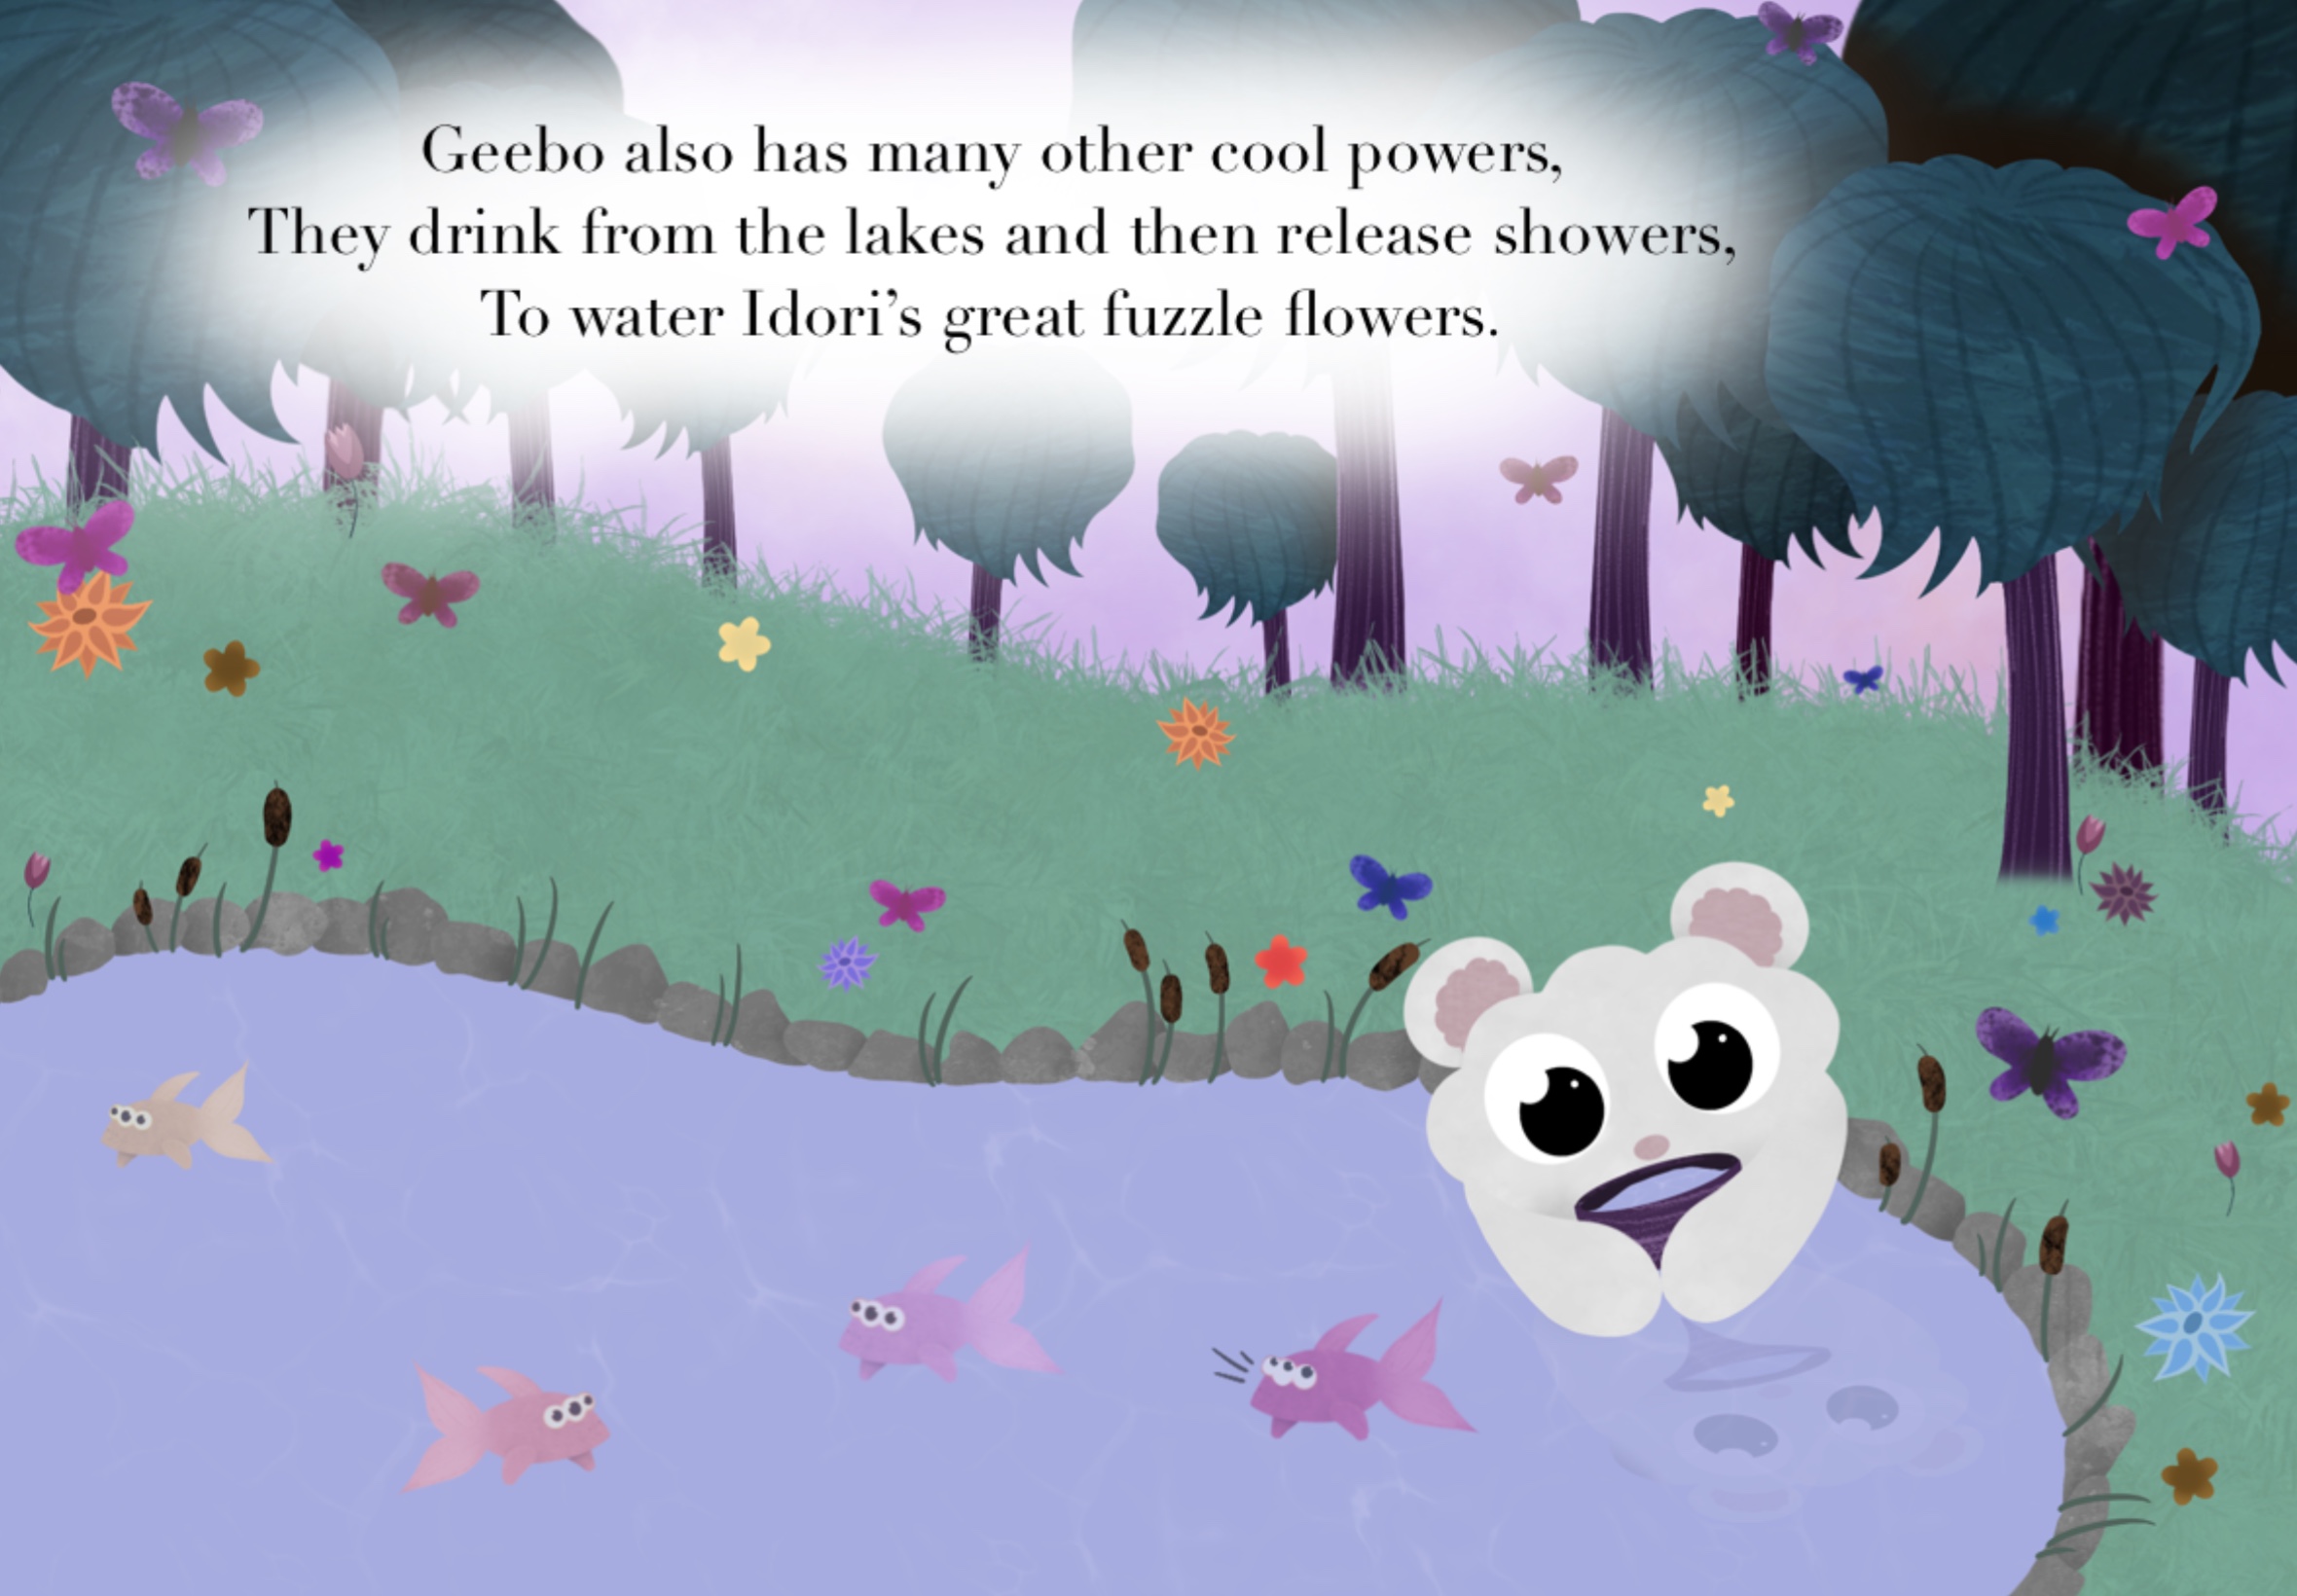 Geebo also has many other cool powers,
They drink from the lakes and then release showers,
To water Idori’s great fuzzle flowers.